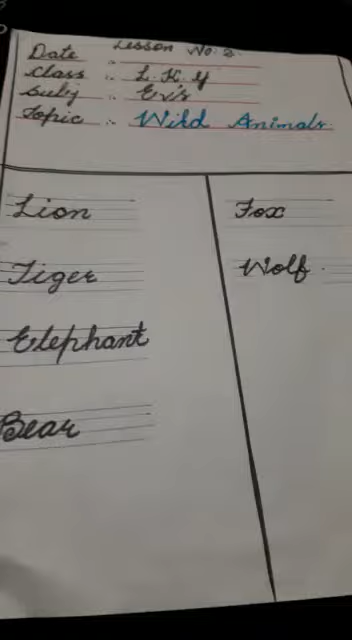 Lesson No: 2.
Date :
Class : L.K.G
Subj : Evs
Topic : Wild Animals
Lion
Tiger
Elephant
Bear
Fox
Wolf.